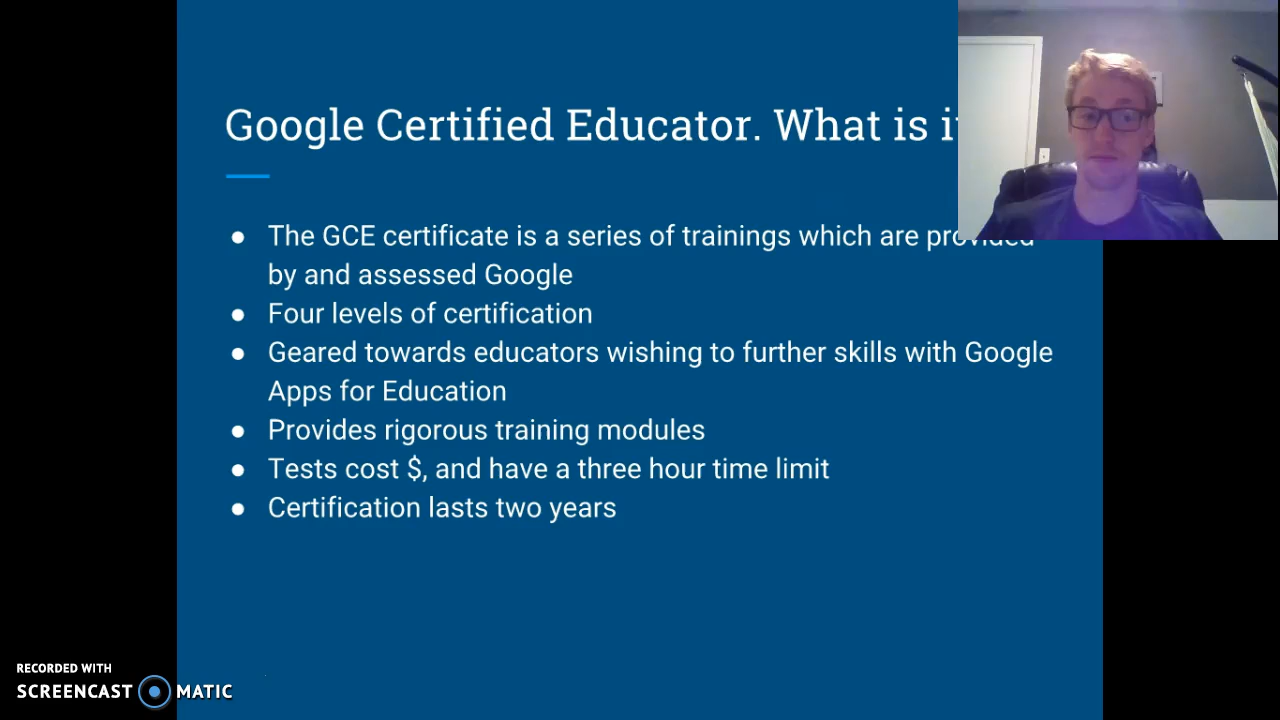 Google Certified Educator. What is
● The GCE certificate is a series of trainings which are provided
by and assessed Google
● Four levels of certification
● Geared towards educators wishing to further skills with Google
Apps for Education
● Provides rigorous training modules
● Tests cost $, and have a three hour time limit
● Certification lasts two years
RECORDED WITH
SCREENCAST MATIC